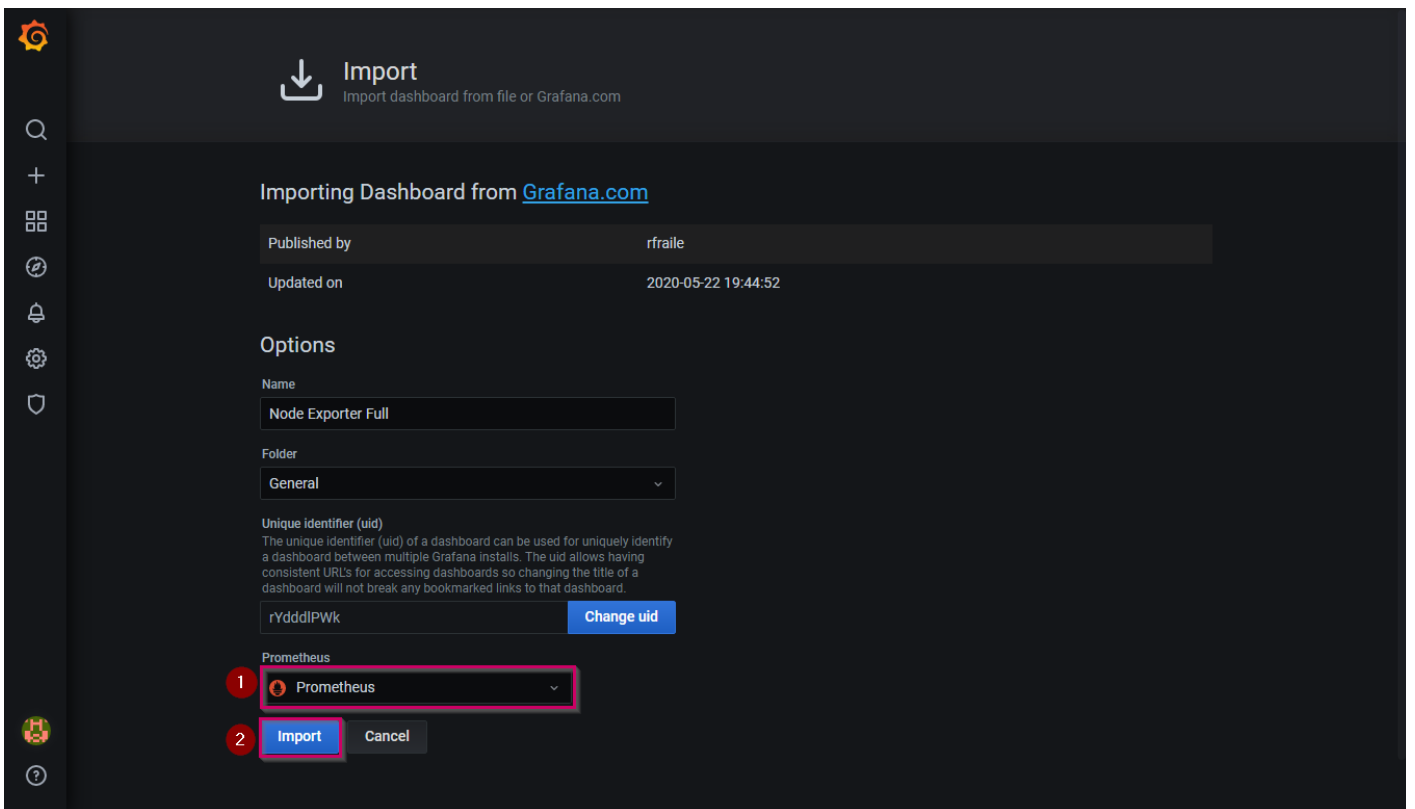 Import
Import dashboard from file or Grafana.com
Importing Dashboard from Grafana.com
Published by rfraile
Updated on 2020-05-22 19:44:52
Options
Name
Node Exporter Full
Folder
General
Unique identifier (uid)
The unique identifier (uid) of a dashboard can be used for uniquely identify
a dashboard between multiple Grafana installs. The uid allows having
consistent URL's for accessing dashboards so changing the title of a
dashboard will not break any bookmarked links to that dashboard.
rYdddlPWk Change uid
Prometheus
1 Prometheus
2 Import Cancel